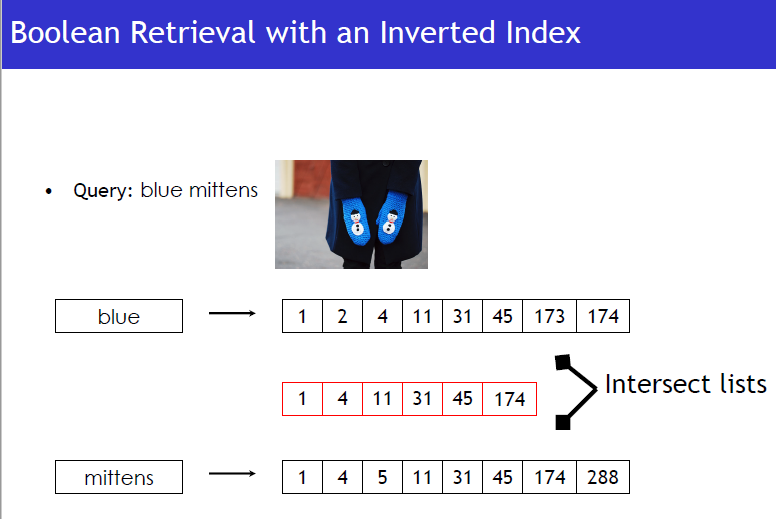 Boolean Retrieval with an Inverted Index
• Query: blue mittens
blue 1 2 4 11 31 45 173 174
Intersect lists
1 4 11 31 45 174
mittens 1 4 5 11 31 45 174 288